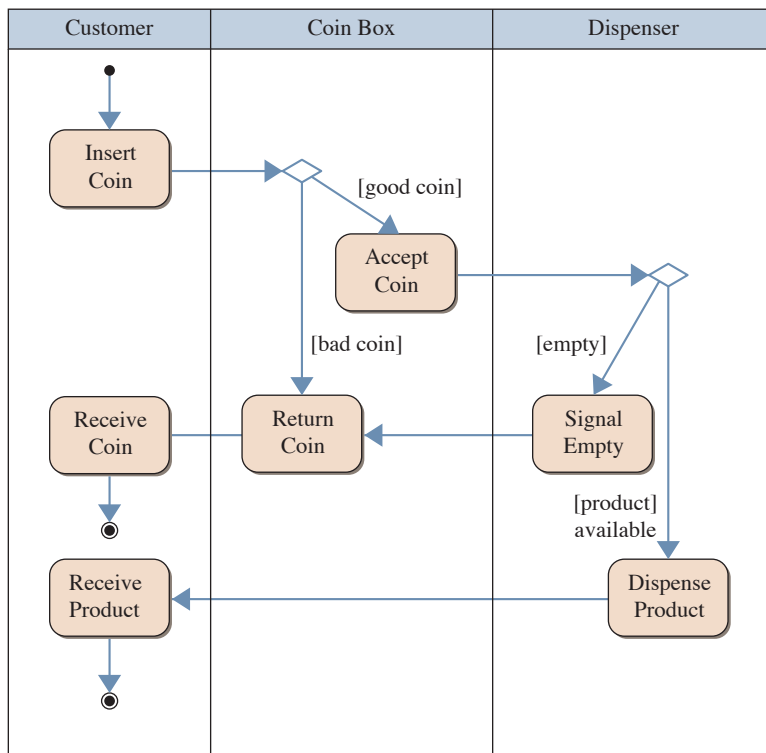 Customer
Coin Box
Dispenser
Insert
Coin
[good coin]
Accept
Coin
[bad coin]
[empty]
Receive
Coin
Return
Coin
Signal
Empty
[product]
available
Receive
Product
Dispense
Product